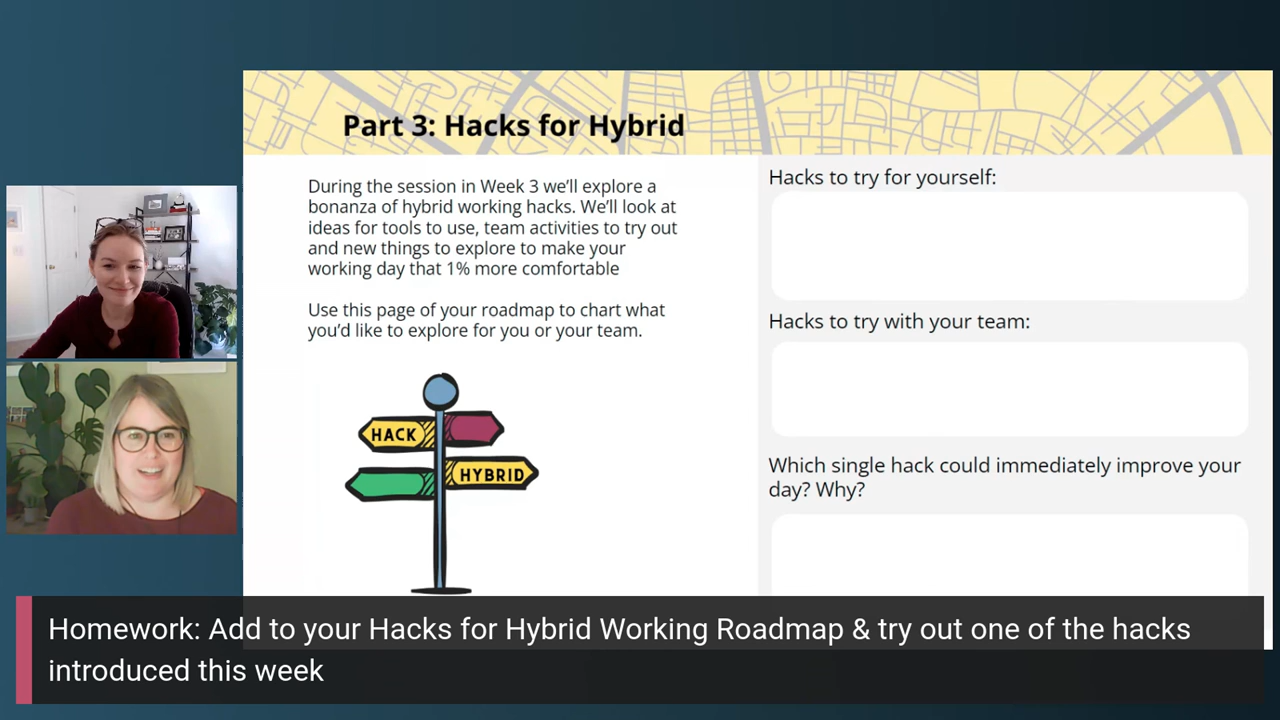 Part 3: Hacks for Hybrid
During the session in Week 3 we'll explore a
bonanza of hybrid working hacks. We'll look at
ideas for tools to use, team activities to try out
and new things to explore to make your
working day that 1% more comfortable
Use this page of your roadmap to chart what
you'd like to explore for you or your team.
HACK
HYBRID
Hacks to try for yourself:
Hacks to try with your team:
Which single hack could immediately improve your
day? Why?
Homework: Add to your Hacks for Hybrid Working Roadmap & try out one of the hacks
introduced this week